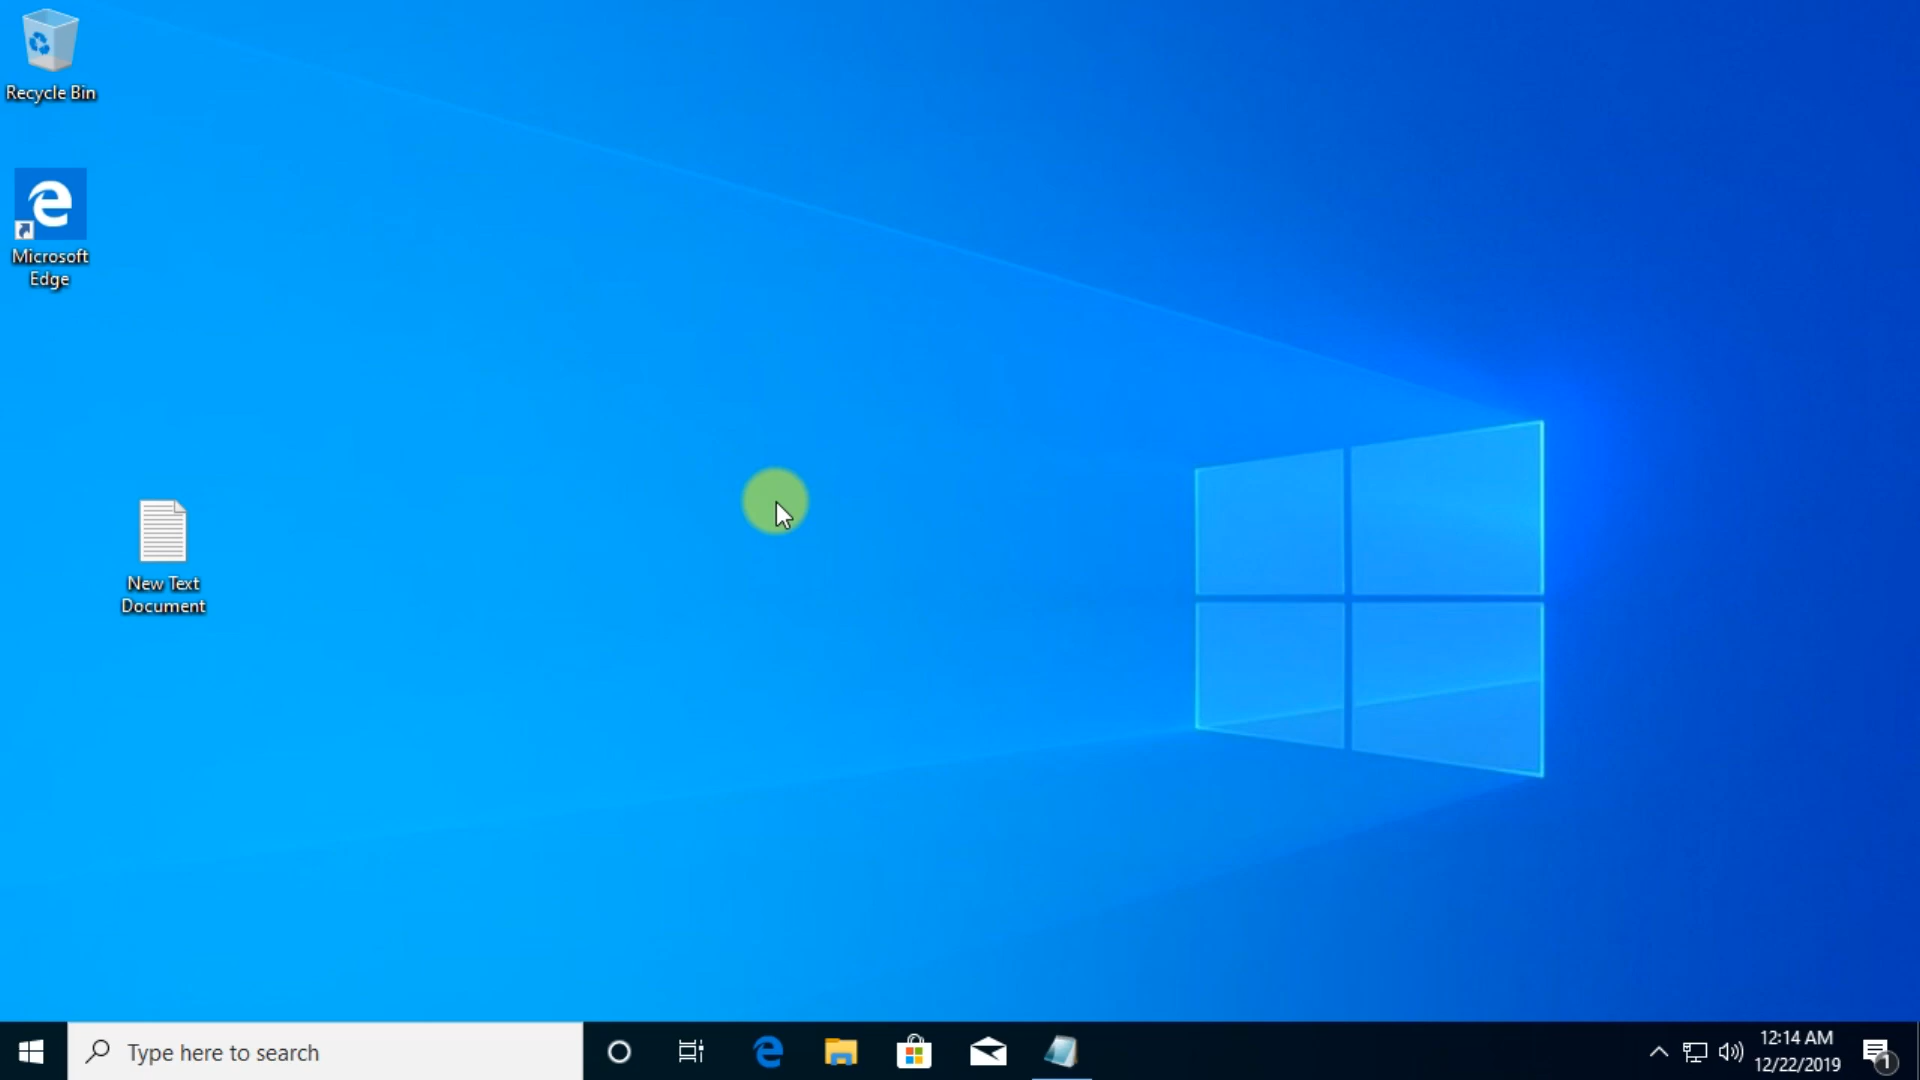 Recycle Bin
Microsoft
Edge
New Text
Document
Type here to search
12:14 AM
12/22/2019
1